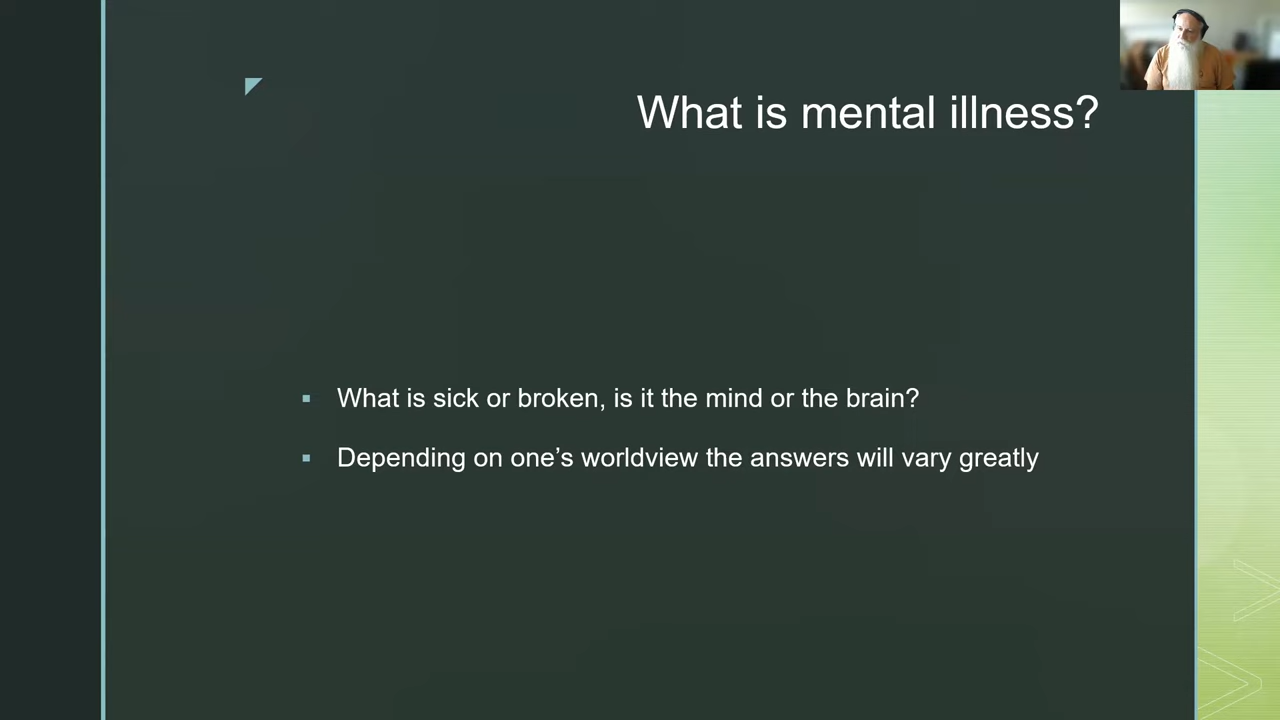 What is mental illness?
What is sick or broken, is it the mind or the brain?
Depending on one’s worldview the answers will vary greatly